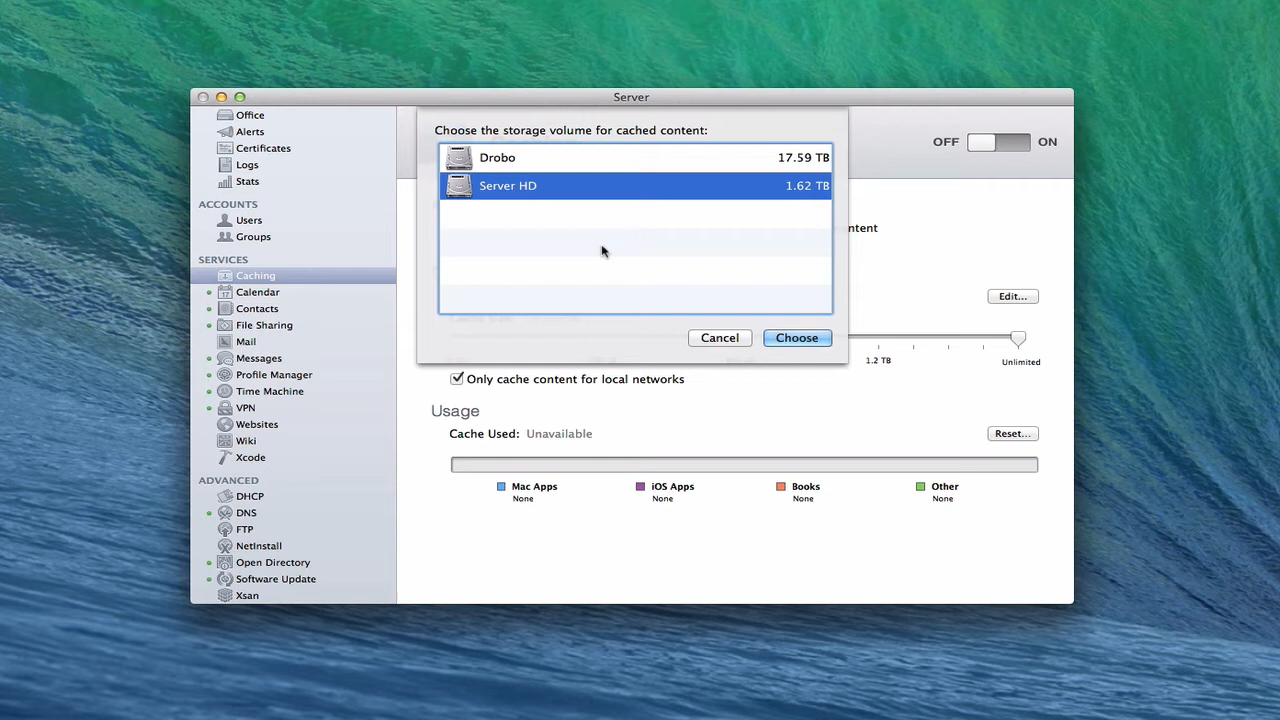 Server
Office
Alerts
Certificates
Logs
Stats
ACCOUNTS
Users
Groups
SERVICES
Caching
Calendar
Contacts
File Sharing
Mail
Messages
Profile Manager
Time Machine
VPN
Websites
Wiki
Xcode
ADVANCED
DHCP
DNS
FTP
NetInstall
Open Directory
Software Update
Xsan
Choose the storage volume for cached content:
Drobo 17.59 TB
Server HD 1.62 TB
Cancel Choose
OFF ON
ntent
Edit...
1.2 TB Unlimited
Only cache content for local networks
Usage
Cache Used: Unavailable Reset...
Mac Apps iOS Apps Books Other
None None None None